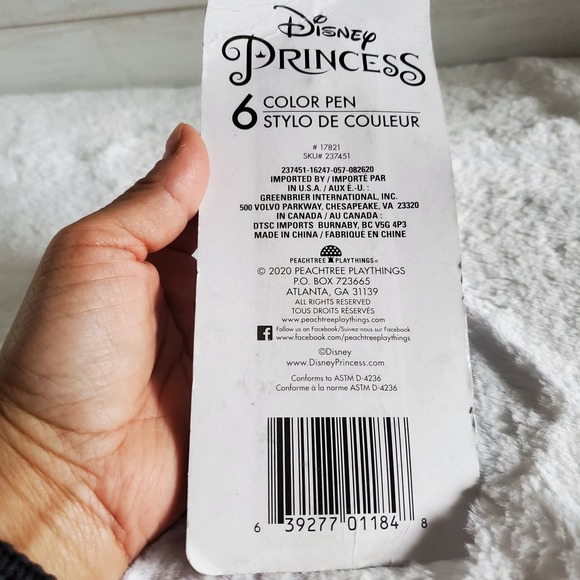 Disney
PRINCESS
6 COLOR PEN
STYLO DE COULEUR
# 17821
SKU# 237451
237451-16247-057-082620
IMPORTED BY / IMPORTÉ PAR
IN U.S.A. / AUX É.-U. :
GREENBRIER INTERNATIONAL, INC.
500 VOLVO PARKWAY, CHESAPEAKE, VA 23320
IN CANADA / AU CANADA :
DTSC IMPORTS BURNABY, BC V5G 4P3
MADE IN CHINA / FABRIQUÉ EN CHINE
PEACHTREE PLAYTHINGS®
© 2020 PEACHTREE PLAYTHINGS
P.O. BOX 723665
ATLANTA, GA 31139
ALL RIGHTS RESERVED
TOUS DROITS RÉSERVÉS
www.peachtreeplaythings.com
f Follow us on Facebook/Suivez-nous sur Facebook
www.facebook.com/peachtreeplaythings
©Disney
www.DisneyPrincess.com
Conforms to ASTM D-4236
Conforme à la norme ASTM D-4236
6 39277 01184 8